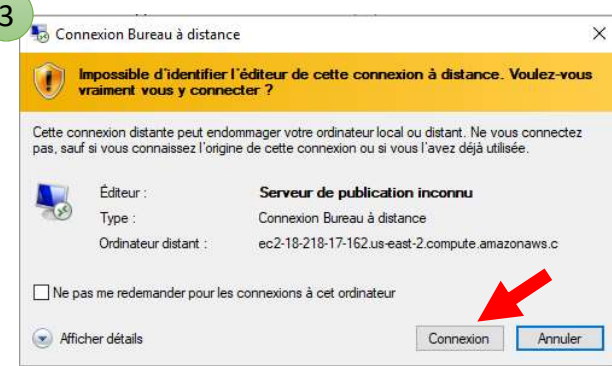 3
Connexion Bureau à distance
Impossible d'identifier l'éditeur de cette connexion à distance. Voulez-vous
vraiment vous y connecter ?
Cette connexion distante peut endommager votre ordinateur local ou distant. Ne vous connectez
pas, sauf si vous connaissez l'origine de cette connexion ou si vous l'avez déjà utilisée.
Éditeur : Serveur de publication inconnu
Type : Connexion Bureau à distance
Ordinateur distant : ec2-18-218-17-162.us-east-2.compute.amazonaws.c
Ne pas me redemander pour les connexions à cet ordinateur
Afficher détails Connexion Annuler